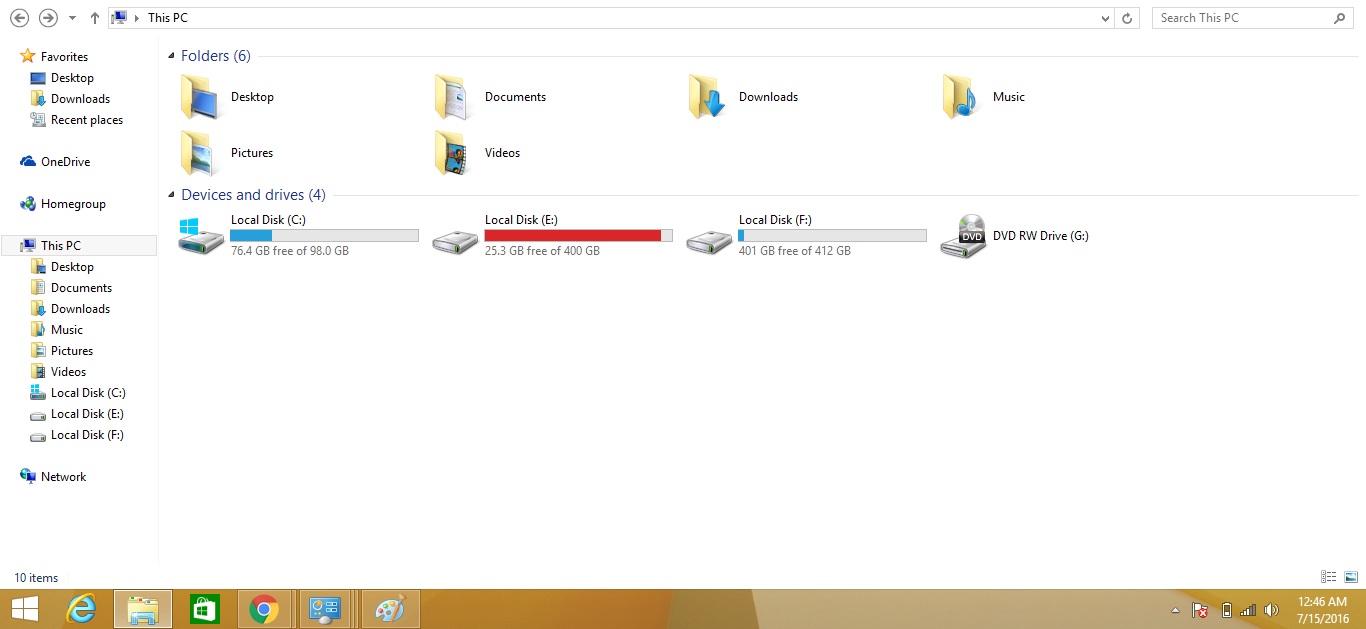 This PC
Search This PC
Favorites
Desktop
Downloads
Recent places
OneDrive
Homegroup
This PC
Desktop
Documents
Downloads
Music
Pictures
Videos
Local Disk (C:)
Local Disk (E:)
Local Disk (F:)
Network
Folders (6)
Desktop
Documents
Downloads
Music
Pictures
Videos
Devices and drives (4)
Local Disk (C:)
76.4 GB free of 98.0 GB
Local Disk (E:)
25.3 GB free of 400 GB
Local Disk (F:)
401 GB free of 412 GB
DVD
DVD RW Drive (G:)
10 items
12:46 AM
7/15/2016